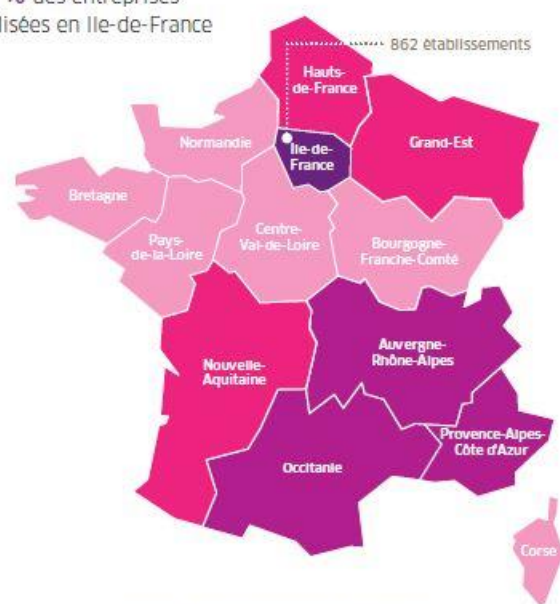 des entreprises
lisées en Ile-de-France
862 établissements
Hauts-
de-France
Normandie
Île-de-
France
Grand-Est
Bretagne
Pays-
de-la-Loire
Centre-
Val-de-Loire
Bourgogne-
Franche-Comté
Nouvelle-
Aquitaine
Auvergne-
Rhône-Alpes
Occitanie
Provence-Alpes-
Côte d'Azur
Corse